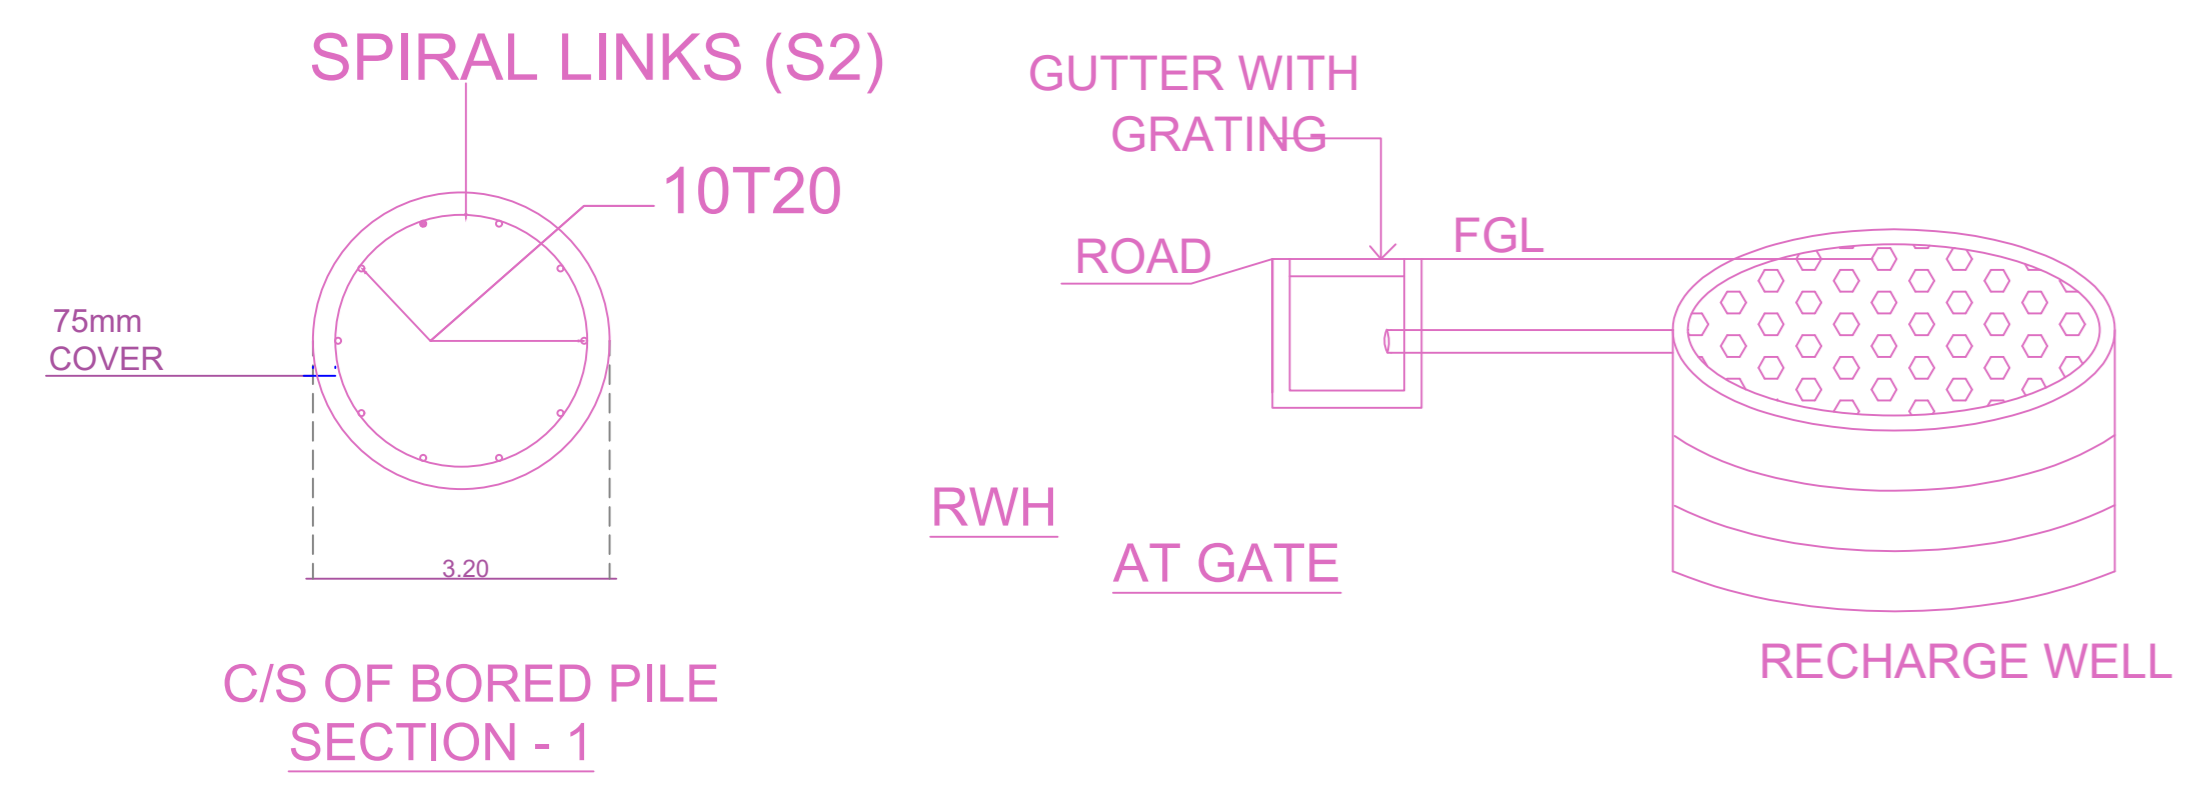 SPIRAL LINKS (S2)
10T20
75mm
COVER
3.20
C/S OF BORED PILE
SECTION - 1
GUTTER WITH
GRATING
ROAD
FGL
RWH
AT GATE
RECHARGE WELL